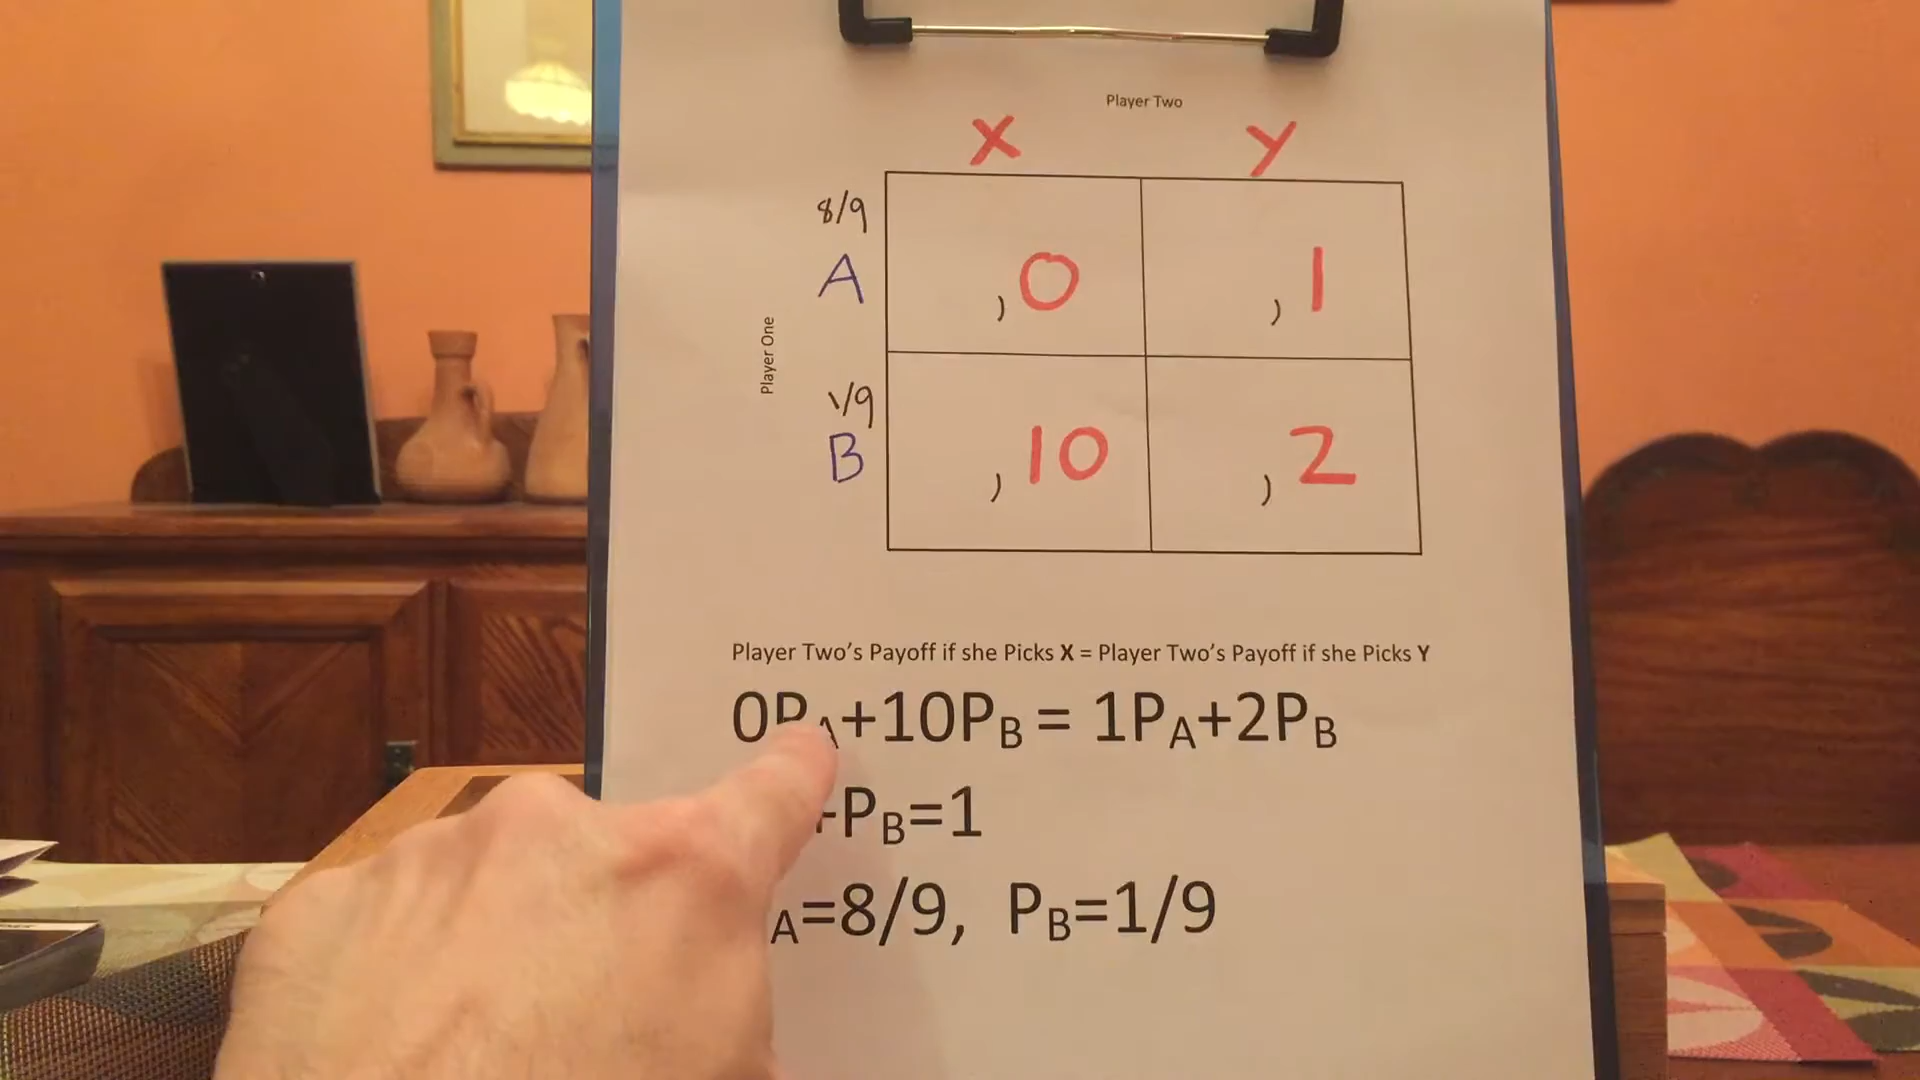 Player Two
X Y
8/9
A ,0 ,1
Player One
1/9
B ,10 ,2
Player Two's Payoff if she Picks X = Player Two's Payoff if she Picks Y
0PA+10PB = 1PA+2PB
+PB=1
A=8/9, PB=1/9